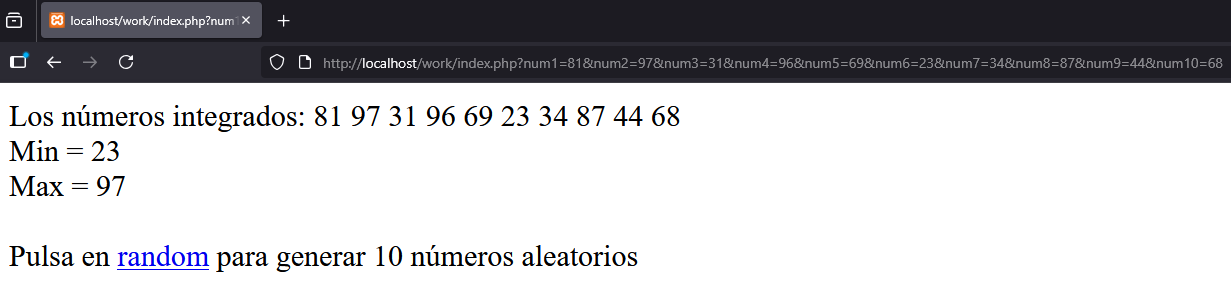 localhost/work/index.php?num1
http://localhost/work/index.php?num1=81&num2=97&num3=31&num4=96&num5=69&num6=23&num7=34&num8=87&num9=44&num10=68
Los números integrados: 81 97 31 96 69 23 34 87 44 68
Min = 23
Max = 97
Pulsa en random para generar 10 números aleatorios